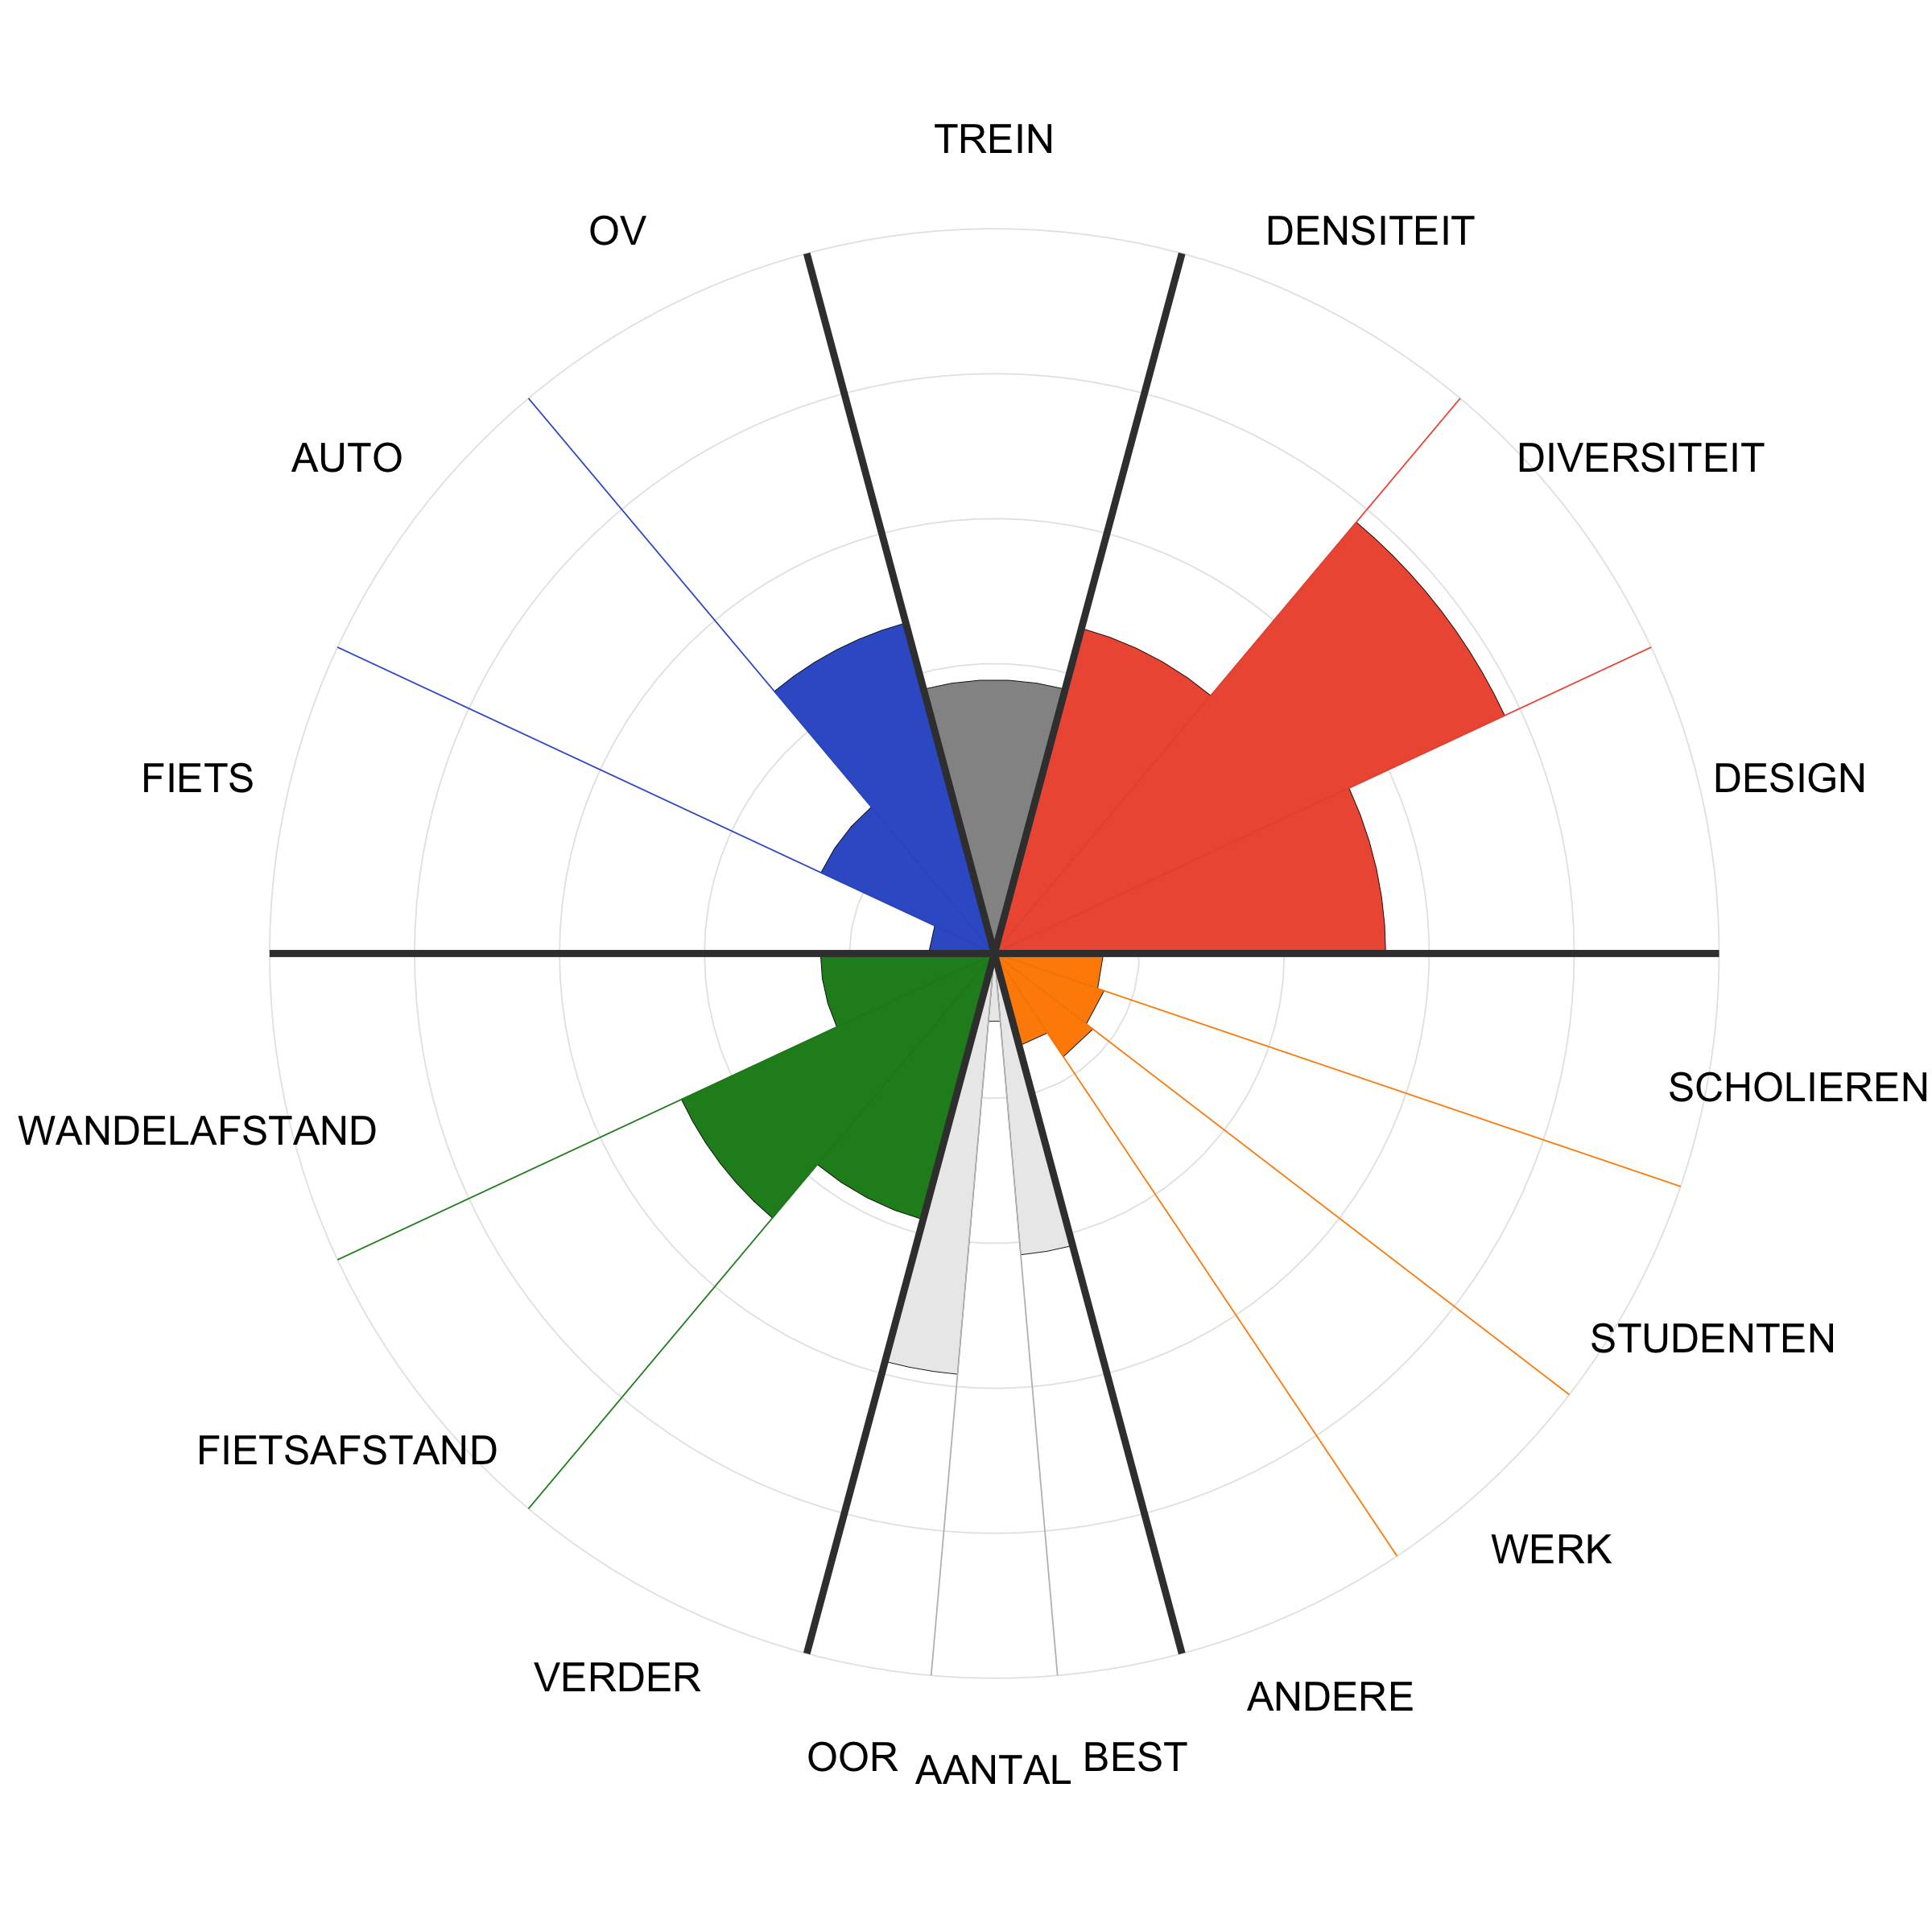 TREIN
OV
DENSITEIT
AUTO
DIVERSITEIT
FIETS
DESIGN
SCHOLIEREN
WANDELAFSTAND
STUDENTEN
FIETSAFSTAND
WERK
VERDER
ANDERE
OOR
AANTAL
BEST